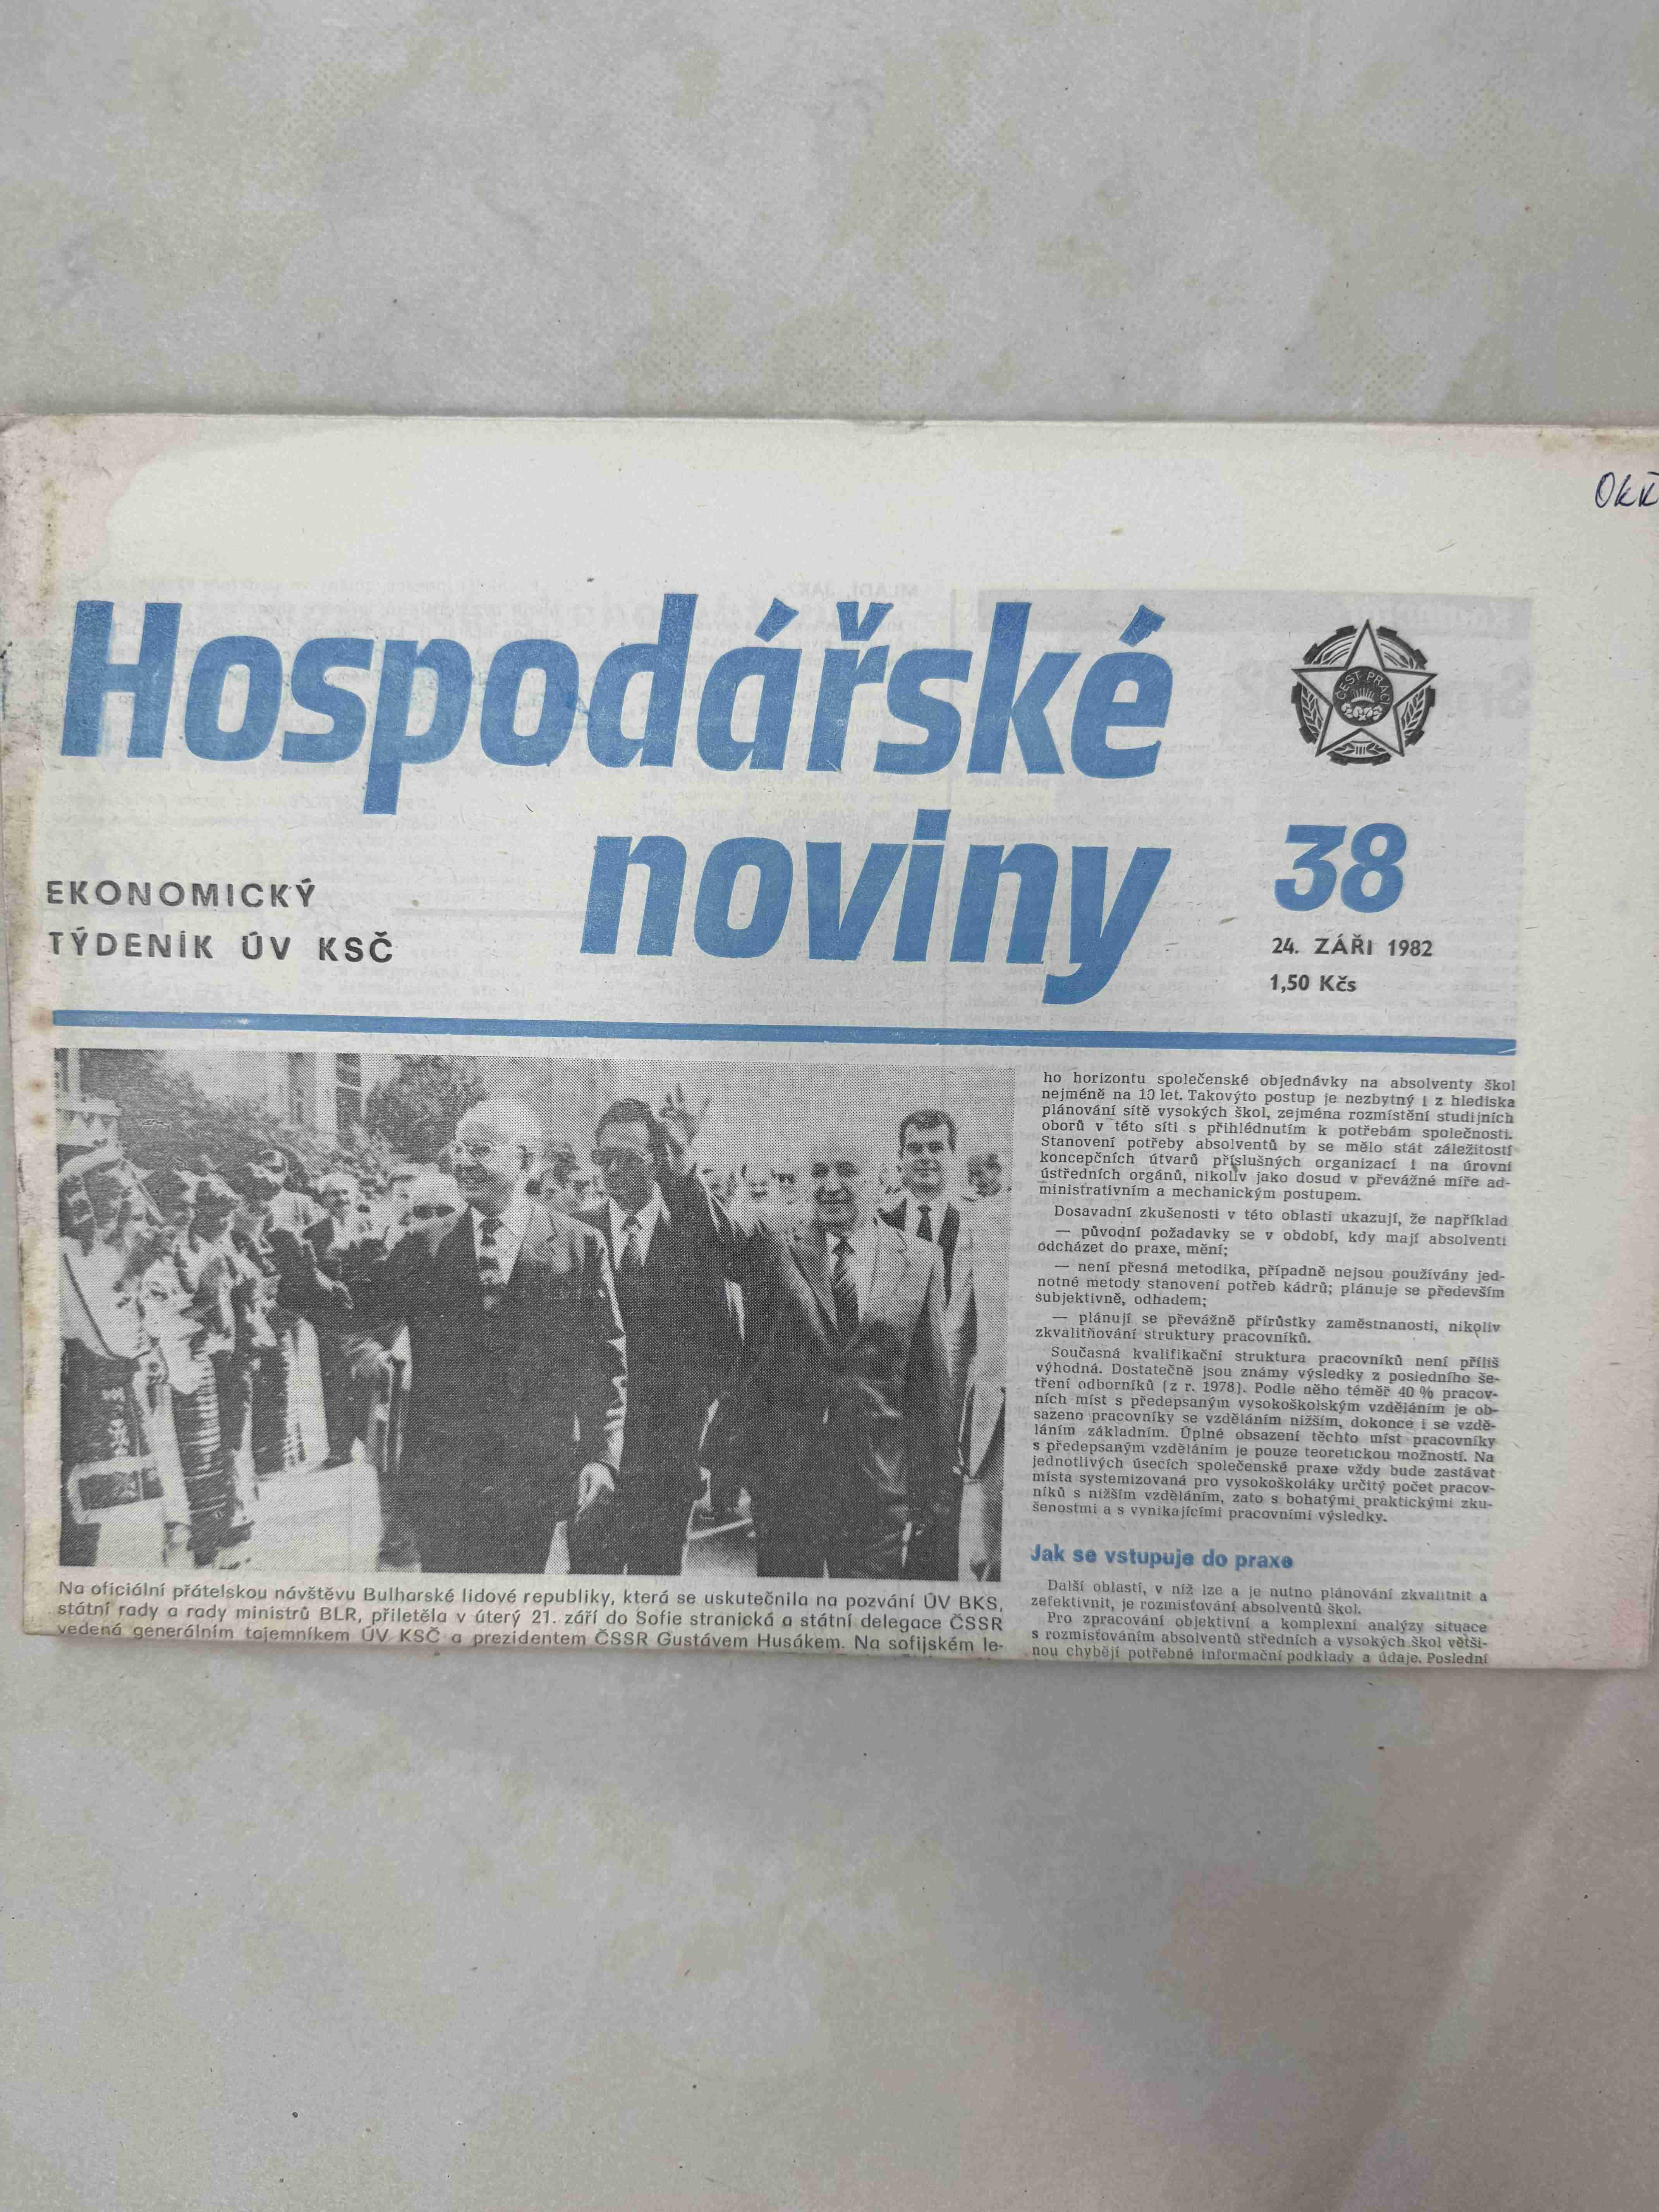 OKK
Hospodářské
noviny
ČEST PRÁCI
EKONOMICKÝ
TÝDENÍK ÚV KSČ
38
24. ZÁŘI 1982
1,50 Kčs
Na oficiální přátelskou návštěvu Bulharské lidové republiky, která se uskutečnila na pozvání ÚV BKS,
státní rady a rady ministrů BLR, přiletěla v úterý 21. září do Sofie stranická a státní delegace ČSSR
vedená generálním tajemníkem ÚV KSČ a prezidentem ČSSR Gustávem Husákem. Na sofijském le-
ho horizontu společenské objednávky na absolventy škol
nejméně na 10 let. Takovýto postup je nezbytný i z hlediska
plánování sítě vysokých škol, zejména rozmístění studijních
oborů v této síti s přihlédnutím k potřebám společnosti.
Stanovení potřeby absolventů by se mělo stát záležitostí
koncepčních útvarů příslušných organizací i na úrovni
ústředních orgánů, nikoliv jako dosud v převážné míře ad-
ministrativním a mechanickým postupem.
Dosavadní zkušenosti v této oblasti ukazují, že například
— původní požadavky se v období, kdy mají absolventi
odcházet do praxe, mění;
— není přesná metodika, případně nejsou používány jed-
notné metody stanovení potřeb kádrů; plánuje se především
subjektivně, odhadem;
— plánují se převážně přírůstky zaměstnanosti, nikoliv
zkvalitňování struktury pracovníků.
Současná kvalifikační struktura pracovníků není příliš
výhodná. Dostatečně jsou známy výsledky z posledního še-
tření odborníků (z r. 1978). Podle něho téměř 40 % pracov-
ních míst s předepsaným vysokoškolským vzděláním je ob-
sazeno pracovníky se vzděláním nižším, dokonce i se vzdě-
láním základním. Úplné obsazení těchto míst pracovníky
s předepsaným vzděláním je pouze teoretickou možností. Na
jednotlivých úsecích společenské praxe vždy bude zastávat
místa systemizovaná pro vysokoškoláky určitý počet pracov-
níků s nižším vzděláním, zato s bohatými praktickými zku-
šenostmi a s vynikajícími pracovními výsledky.
Jak se vstupuje do praxe
Další oblastí, v níž lze a je nutno plánování zkvalitnit a
zefektivnit, je rozmisťování absolventů škol.
Pro zpracování objektivní a komplexní analýzy situace
s rozmisťováním absolventů středních a vysokých škol větši-
nou chybějí potřebné informační podklady a údaje. Poslední